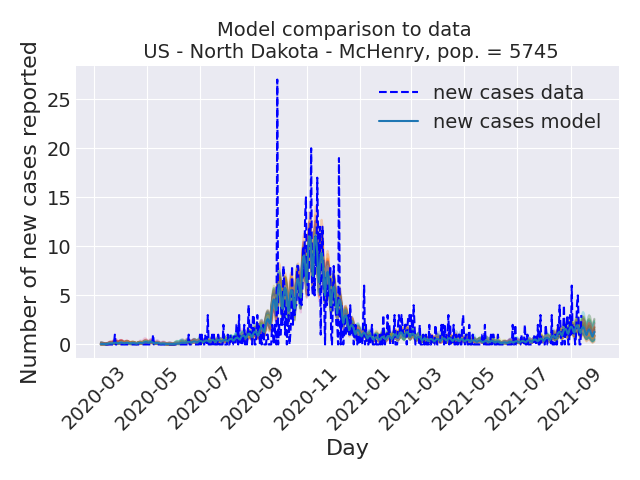 Model comparison to data
US - North Dakota - McHenry, pop. = 5745
Number of new cases reported
25
20
15
10
5
0
new cases data
new cases model
2020-03
2020-05
2020-07
2020-09
2020-11
2021-01
2021-03
2021-05
2021-07
2021-09
Day